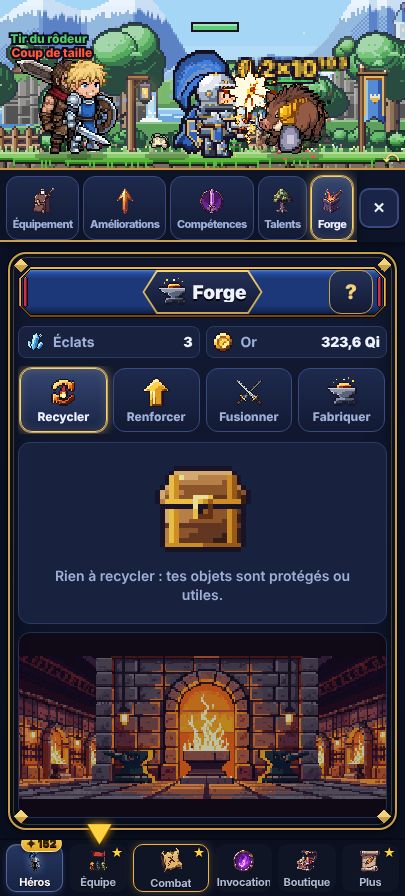 Tir du rôdeur
Coup de taille
Équipement
Améliorations
Compétences
Talents
Forge
×
Forge
?
Éclats
3
Or
323,6 Qi
Recycler
Renforcer
Fusionner
Fabriquer
Rien à recycler : tes objets sont protégés ou
utiles.
Héros
Équipe
Combat
Invocation
Boutique
Plus